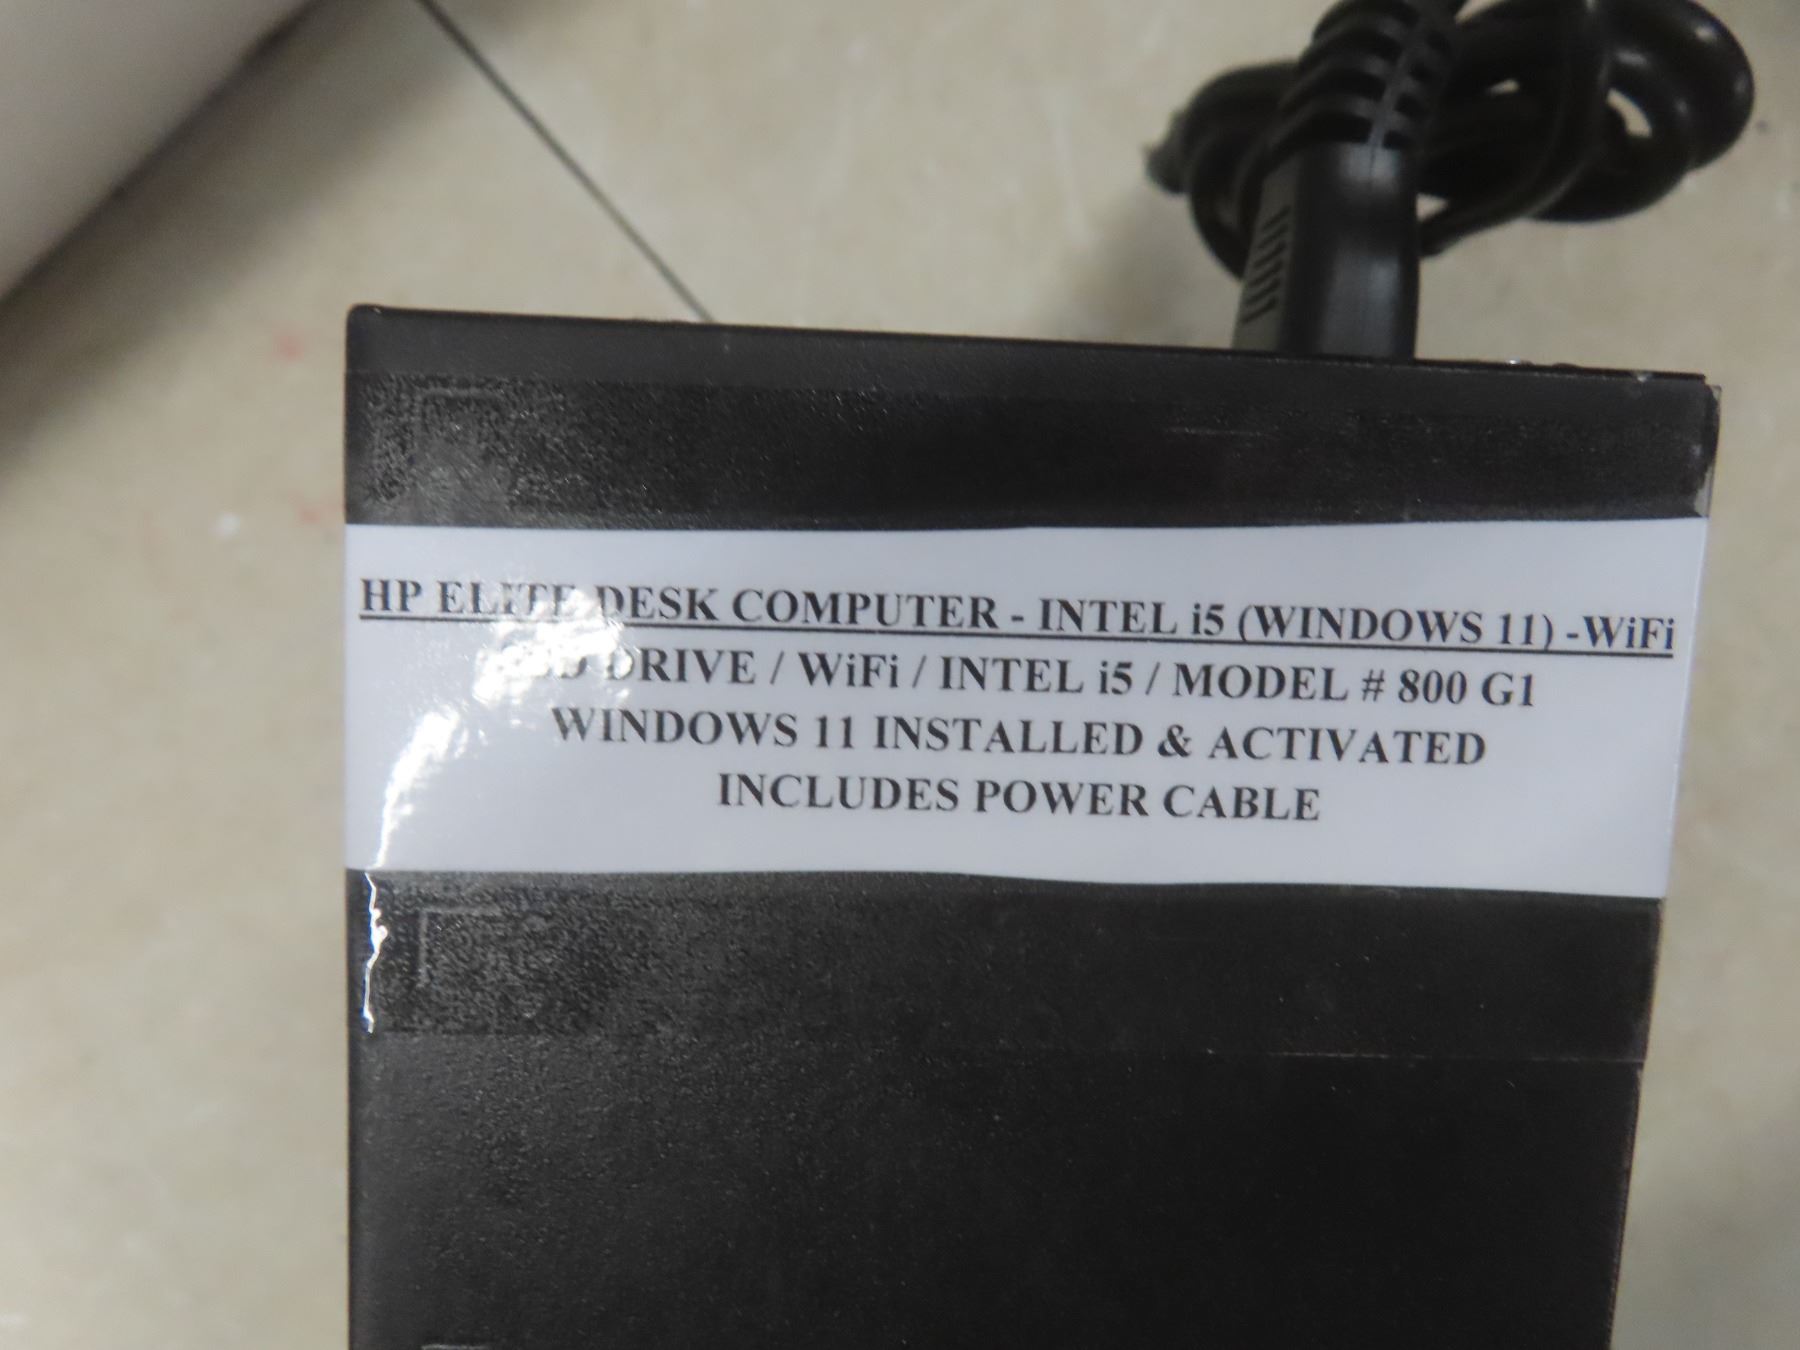 HP ELITE DESK COMPUTER - INTEL i5 (WINDOWS 11) -WiFi
DRIVE / WiFi / INTEL i5 / MODEL # 800 G1
WINDOWS 11 INSTALLED & ACTIVATED
INCLUDES POWER CABLE